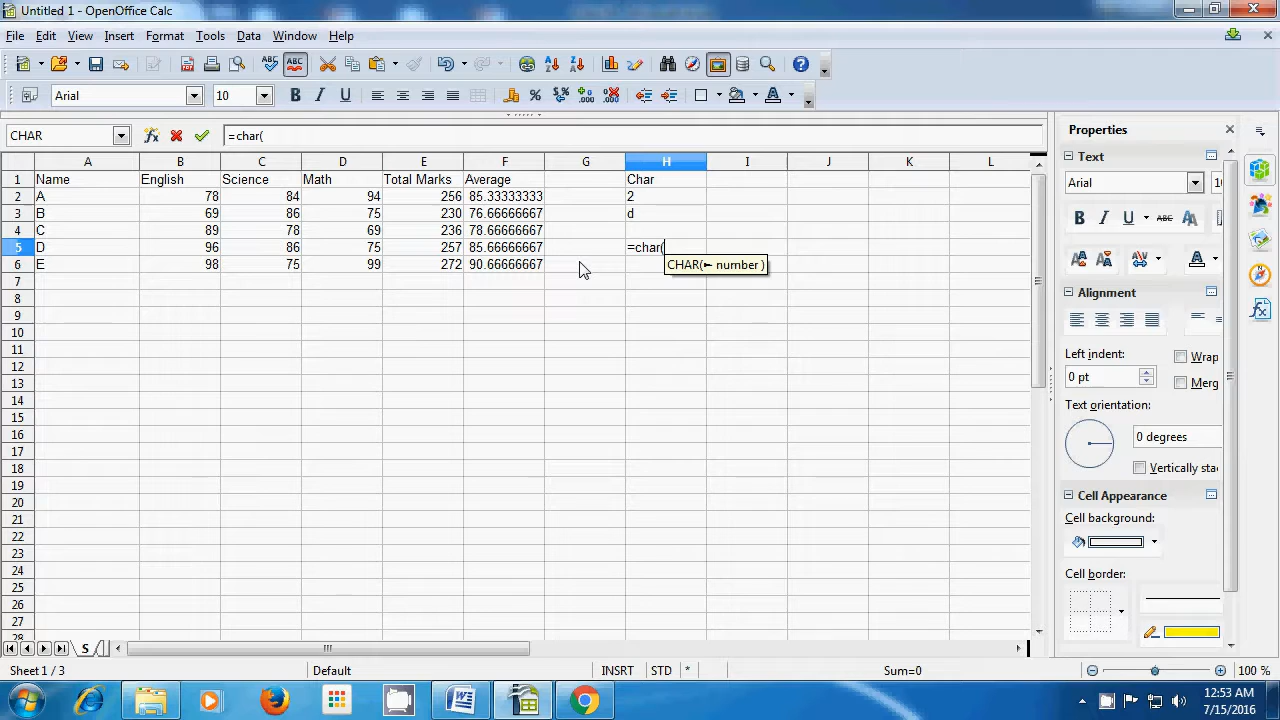 Untitled 1 - OpenOffice Calc
File Edit View Insert Format Tools Data Window Help
Arial 10
CHAR =char(
A B C D E F G H I J K L
1 Name English Science Math Total Marks Average Char
2 A 78 84 94 256 85.33333333 2
3 B 69 86 75 230 76.66666667 d
4 C 89 78 69 236 78.66666667
5 D 96 86 75 257 85.66666667 =char(
CHAR( number )
6 E 98 75 99 272 90.66666667
7
8
9
10
11
12
13
14
15
16
17
18
19
20
21
22
23
24
25
26
27
28
S
Sheet 1 / 3 Default INSRT STD * Sum=0 100 %
Properties
Text
Arial 10
B I U ABC
Alignment
Left indent: Wrap
0 pt Merg
Text orientation:
0 degrees
Vertically stac
Cell Appearance
Cell background:
Cell border:
12:53 AM
7/15/2016